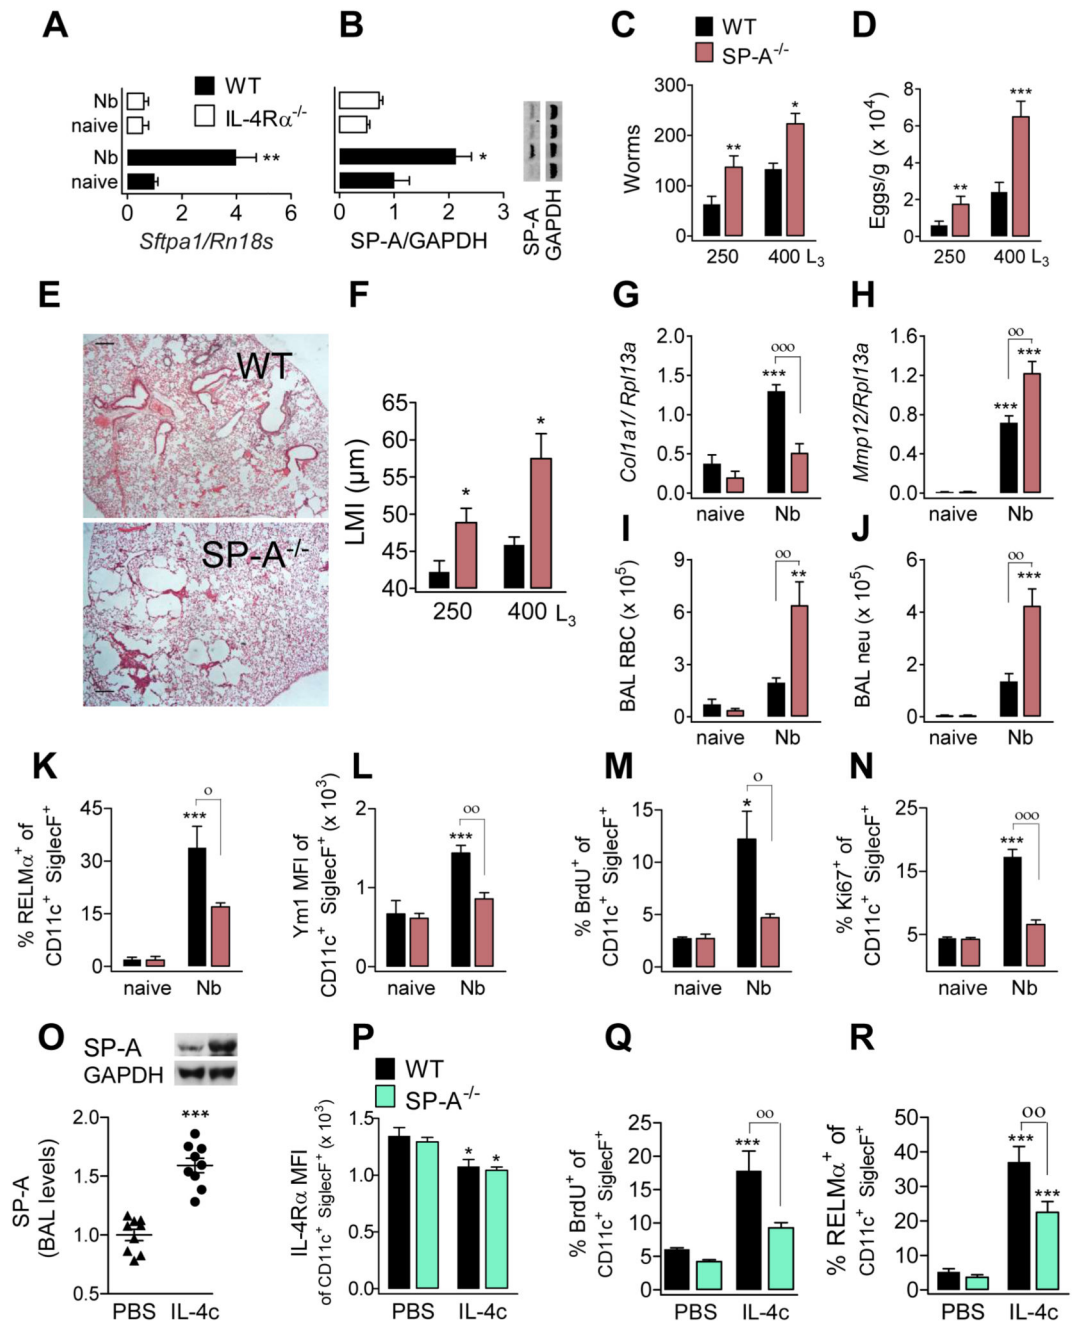 A
WT
IL-4Rα-/-
Nb
naive
Nb
**
naive
0 2 4 6
Sftpa1/Rn18s
B
*
0 1 2 3
SP-A/GAPDH
SP-A
GAPDH
C
WT
SP-A-/-
Worms
300
200
100
0
**
*
250 400 L3
D
Eggs/g (x 10^4)
8
6
4
2
0
**
***
250 400 L3
E
WT
SP-A-/-
F
LMI (µm)
65
60
55
50
45
40
*
*
250 400 L3
G
Col1a1/ Rpl13a
2.0
1.5
1.0
0.5
0.0
ooo
***
naive Nb
H
Mmp12/Rpl13a
1.6
1.2
0.8
0.4
0.0
oo
***
***
naive Nb
I
BAL RBC (x 10^5)
9
6
3
0
oo
**
naive Nb
J
BAL neu (x 10^5)
6
4
2
0
oo
***
naive Nb
K
% RELMα+ of
CD11c+ SiglecF+
45
30
15
0
o
***
naive Nb
L
Ym1 MFI of
CD11c+ SiglecF+ (x 10^3)
2
1
0
oo
***
naive Nb
M
% BrdU+ of
CD11c+ SiglecF+
15
10
5
0
o
*
naive Nb
N
% Ki67+ of
CD11c+ SiglecF+
25
15
5
ooo
***
naive Nb
O
SP-A
GAPDH
SP-A
(BAL levels)
2.0
1.5
1.0
0.5
***
PBS IL-4c
P
WT
SP-A-/-
IL-4Rα MFI
of CD11c+ SiglecF+ (x 10^3)
1.5
1.0
0.5
0.0
* *
PBS IL-4c
Q
% BrdU+ of
CD11c+ SiglecF+
25
20
15
10
5
0
oo
***
PBS IL-4c
R
% RELMα+ of
CD11c+ SiglecF+
50
40
30
20
10
0
oo
***
***
PBS IL-4c